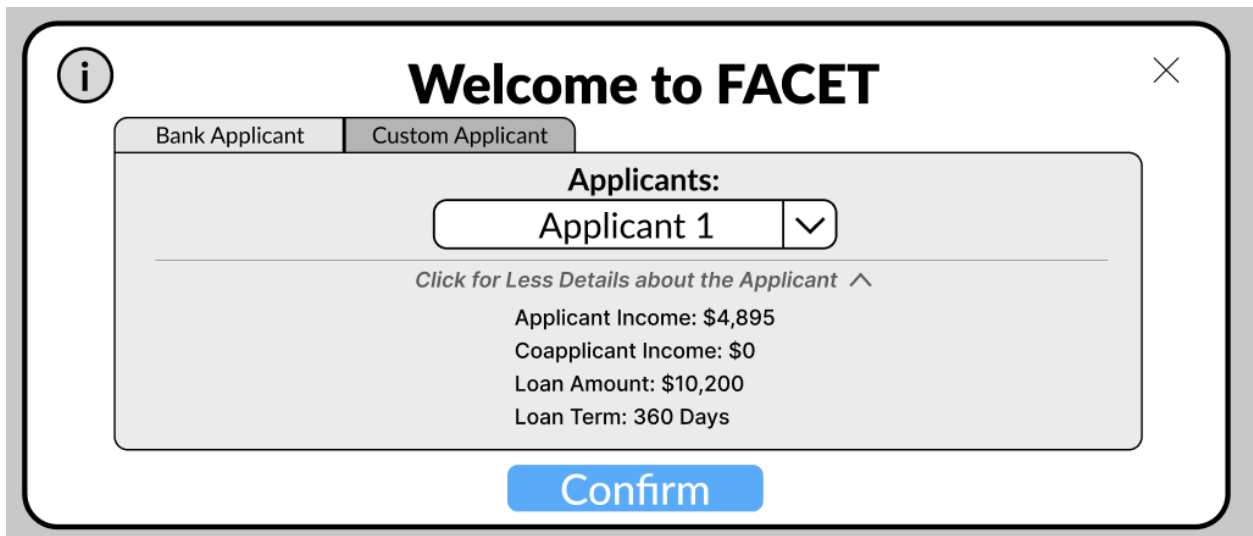 i
Welcome to FACET
Bank Applicant
Custom Applicant
Applicants:
Applicant 1
Click for Less Details about the Applicant
Applicant Income: $4,895
Coapplicant Income: $0
Loan Amount: $10,200
Loan Term: 360 Days
Confirm